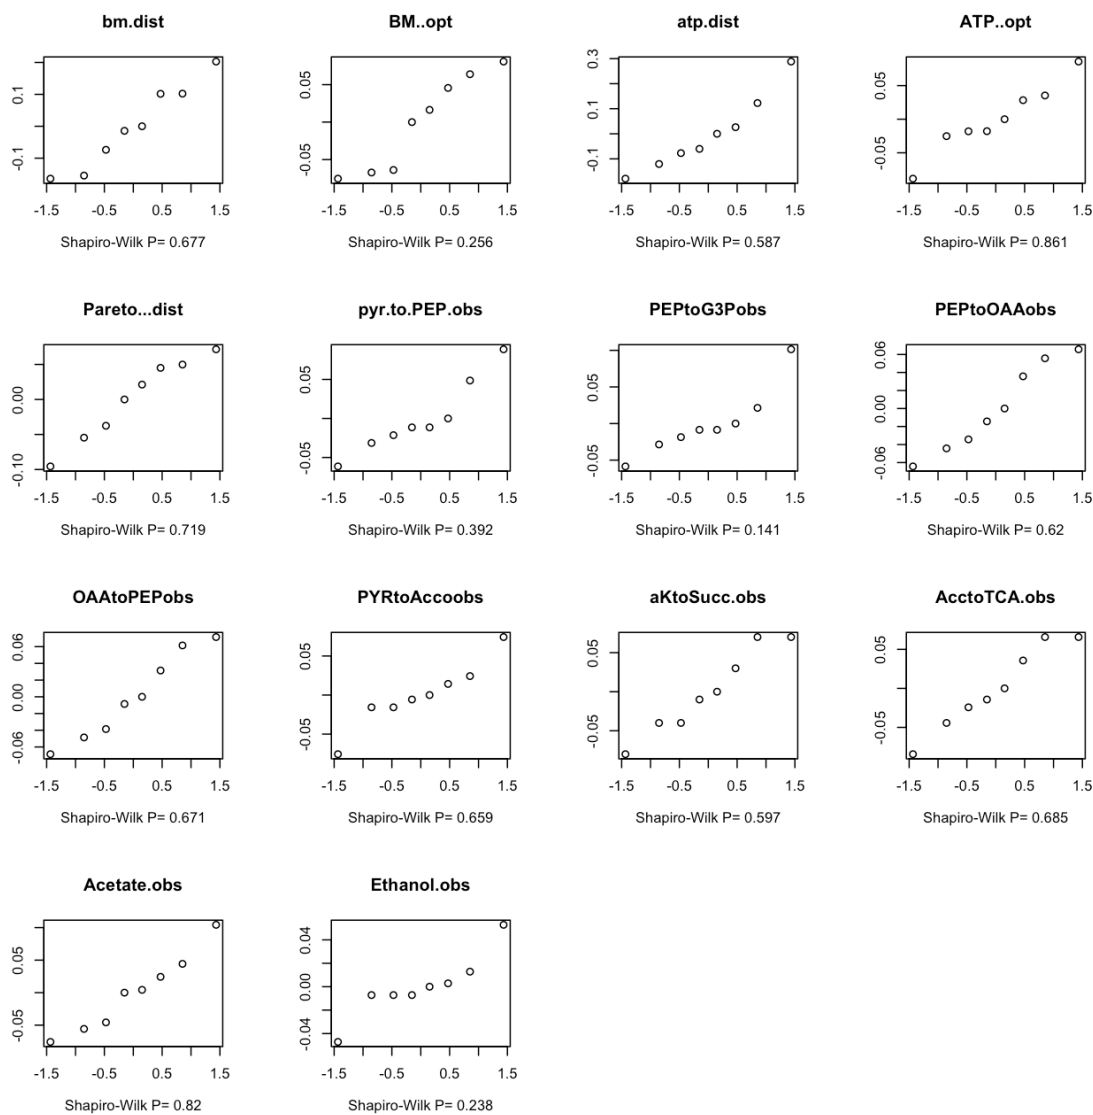 bm.dist BM..opt atp.dist ATP..opt
0.1 0.05 0.3 0.05
-0.1 -0.05 0.1 -0.05
-0.1
-1.5 -0.5 0.5 1.5 -1.5 -0.5 0.5 1.5 -1.5 -0.5 0.5 1.5 -1.5 -0.5 0.5 1.5
Shapiro-Wilk P= 0.677 Shapiro-Wilk P= 0.256 Shapiro-Wilk P= 0.587 Shapiro-Wilk P= 0.861
Pareto...dist pyr.to.PEP.obs PEPtoG3Pobs PEPtoOAAobs
0.00 0.05 0.05 0.06
-0.10 -0.05 -0.05 0.00
-0.06
-1.5 -0.5 0.5 1.5 -1.5 -0.5 0.5 1.5 -1.5 -0.5 0.5 1.5 -1.5 -0.5 0.5 1.5
Shapiro-Wilk P= 0.719 Shapiro-Wilk P= 0.392 Shapiro-Wilk P= 0.141 Shapiro-Wilk P= 0.62
OAAtoPEPobs PYRtoAccoobs aKtoSucc.obs AcctoTCA.obs
0.06 0.05 0.05 0.05
0.00 -0.05 -0.05 -0.05
-0.06
-1.5 -0.5 0.5 1.5 -1.5 -0.5 0.5 1.5 -1.5 -0.5 0.5 1.5 -1.5 -0.5 0.5 1.5
Shapiro-Wilk P= 0.671 Shapiro-Wilk P= 0.659 Shapiro-Wilk P= 0.597 Shapiro-Wilk P= 0.685
Acetate.obs Ethanol.obs
0.05 0.04
-0.05 0.00
-0.04
-1.5 -0.5 0.5 1.5 -1.5 -0.5 0.5 1.5
Shapiro-Wilk P= 0.82 Shapiro-Wilk P= 0.238